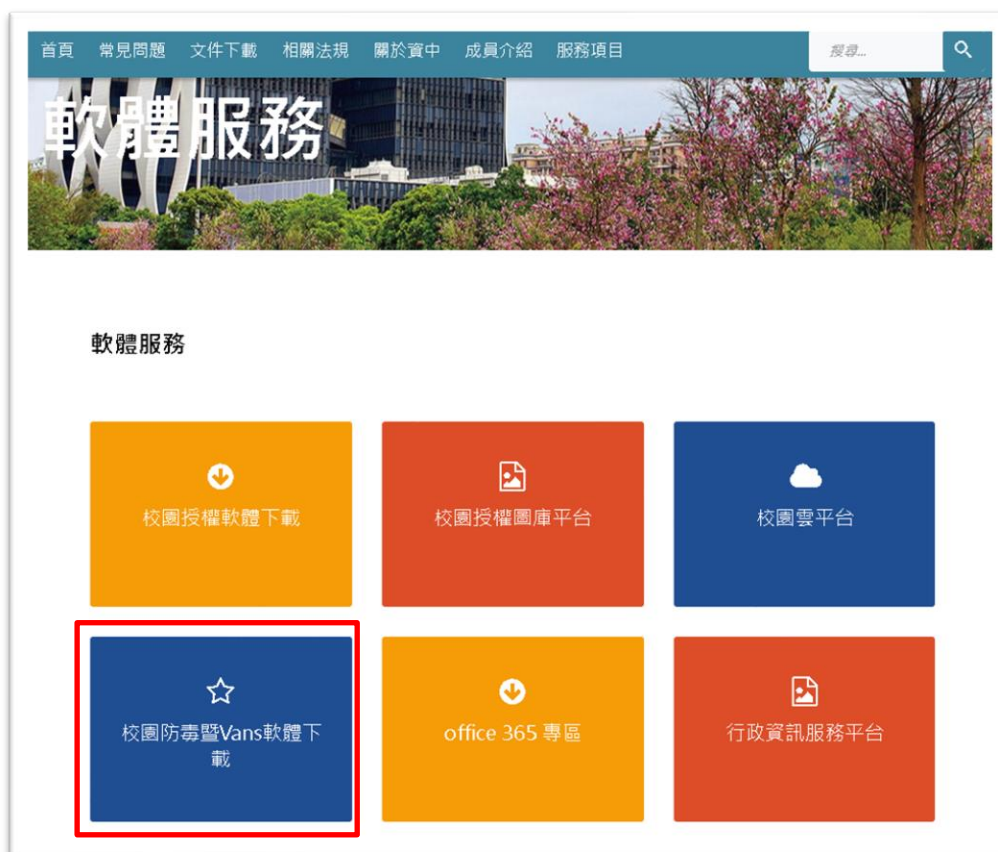 首頁 常見問題 文件下載 相關法規 關於資中 成員介紹 服務項目 搜尋...
軟體服務
軟體服務
校園授權軟體下載 校園授權圖庫平台 校園雲平台
校園防毒暨Vans軟體下
載
office 365 專區 行政資訊服務平台